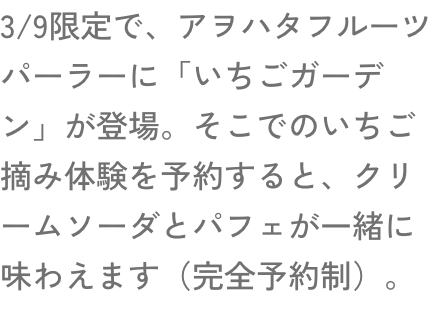 3/9限定で、アヲハタフルーツ
パーラーに「いちごガーデ
ン」が登場。そこでのいちご
摘み体験を予約すると、クリ
ームソーダとパフェが一緒に
味わえます（完全予約制）。